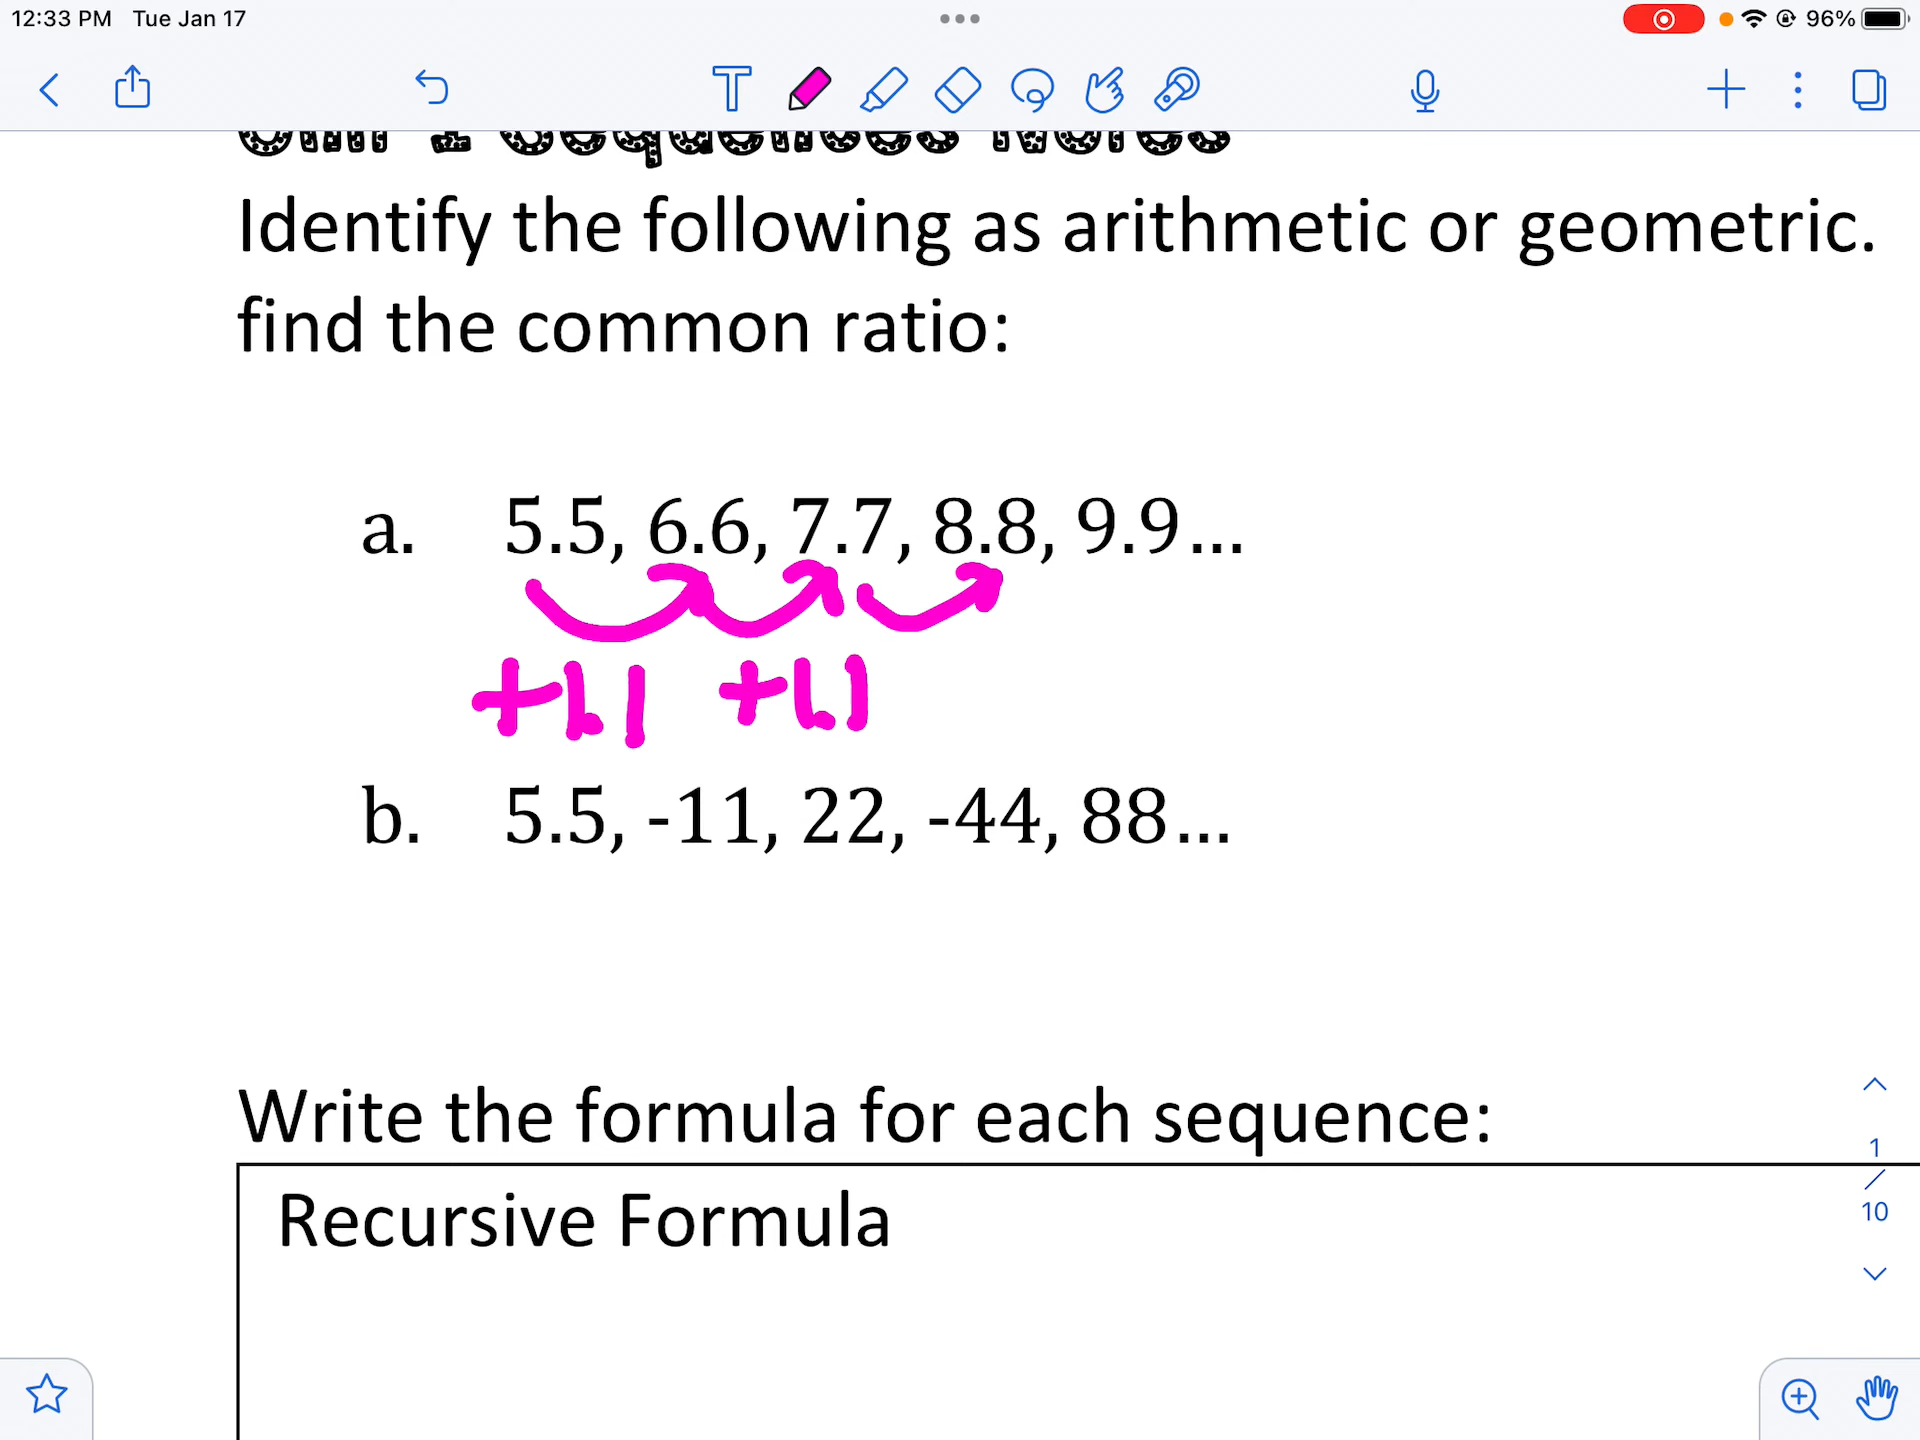 12:33 PM Tue Jan 17 96%
Identify the following as arithmetic or geometric.
find the common ratio:
a. 5.5, 6.6, 7.7, 8.8, 9.9...
+1.1 +1.1
b. 5.5, -11, 22, -44, 88...
Write the formula for each sequence:
Recursive Formula
1
/
10